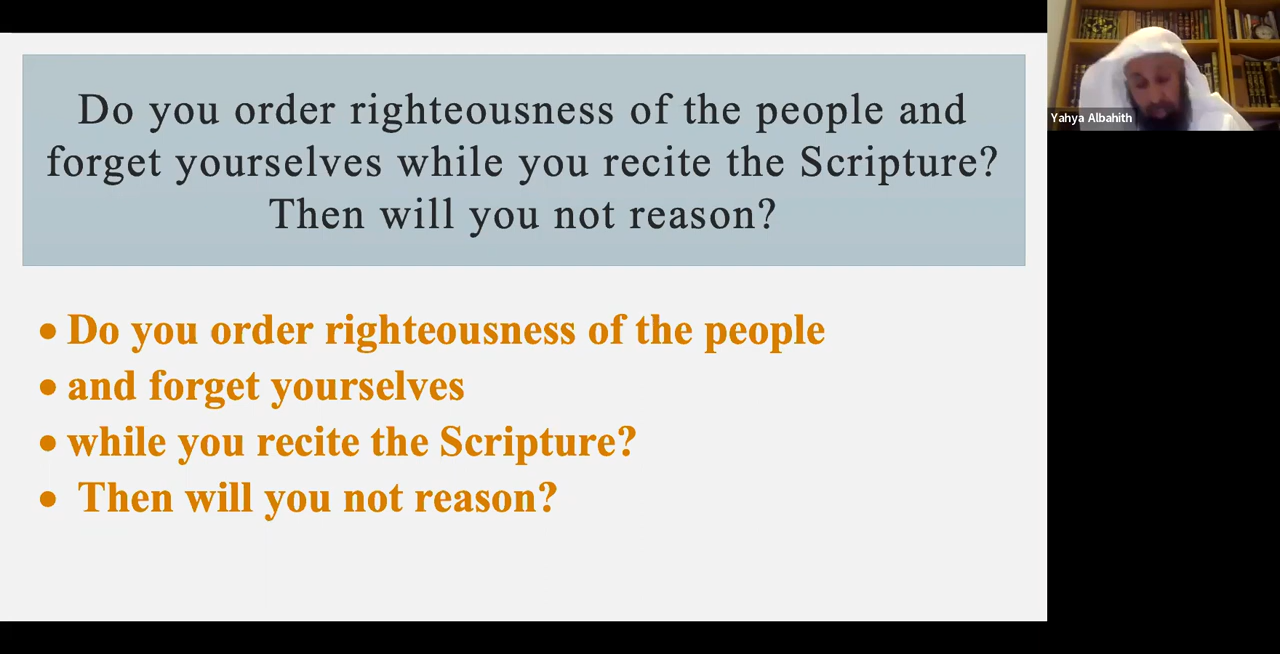 Do you order righteousness of the people and
forget yourselves while you recite the Scripture?
Then will you not reason?
• Do you order righteousness of the people
• and forget yourselves
• while you recite the Scripture?
• Then will you not reason?
Yahya Albahith